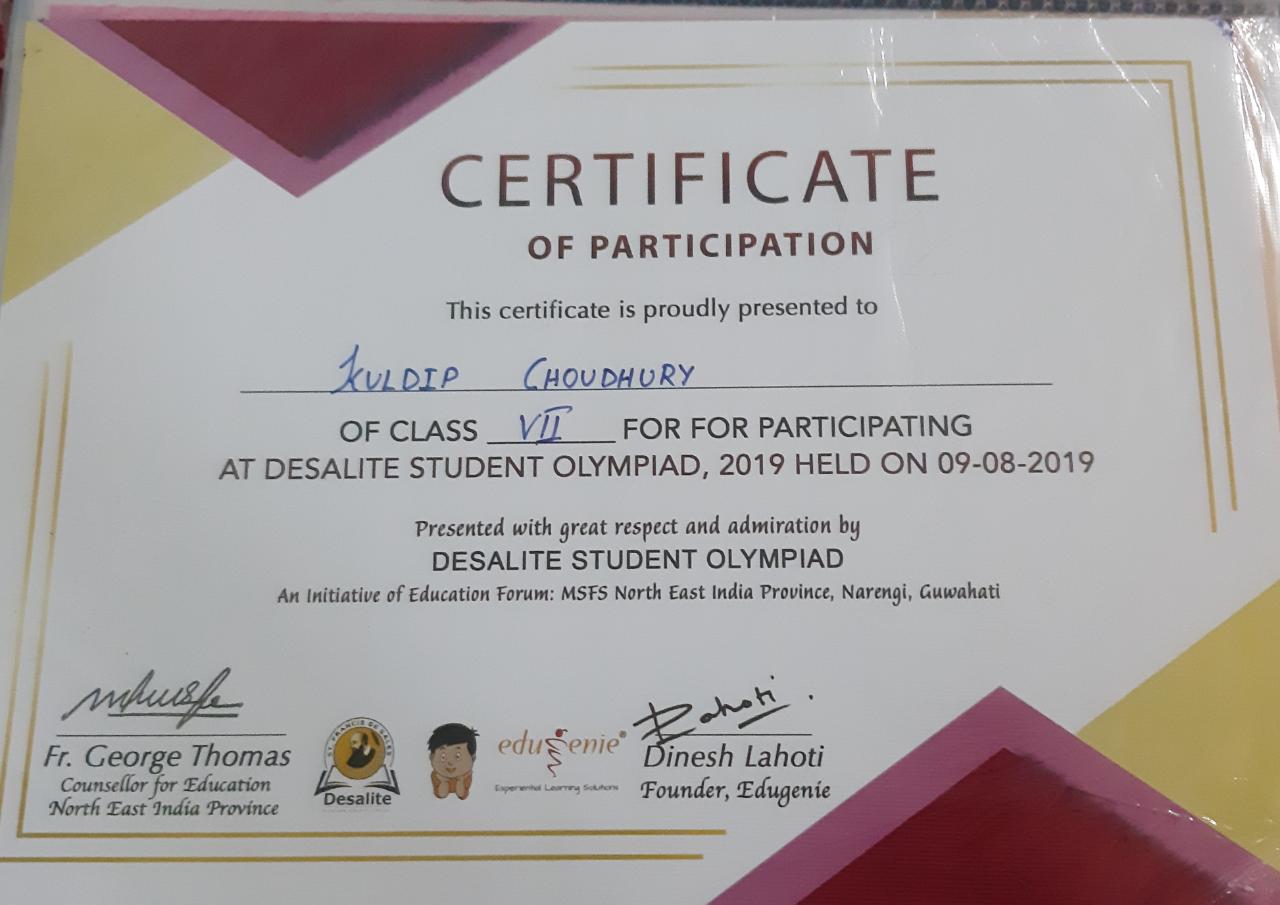 CERTIFICATE
OF PARTICIPATION
This certificate is proudly presented to
KULDIP CHOUDHURY
OF CLASS VII FOR FOR PARTICIPATING
AT DESALITE STUDENT OLYMPIAD, 2019 HELD ON 09-08-2019
Presented with great respect and admiration by
DESALITE STUDENT OLYMPIAD
An Initiative of Education Forum: MSFS North East India Province, Narengi, Guwahati
Fr. George Thomas
Counsellor for Education
North East India Province
ST. FRANCIS DE SALES
Desalite
edugenie®
Experiential Learning Solutions
Lahoti
Dinesh Lahoti
Founder, Edugenie